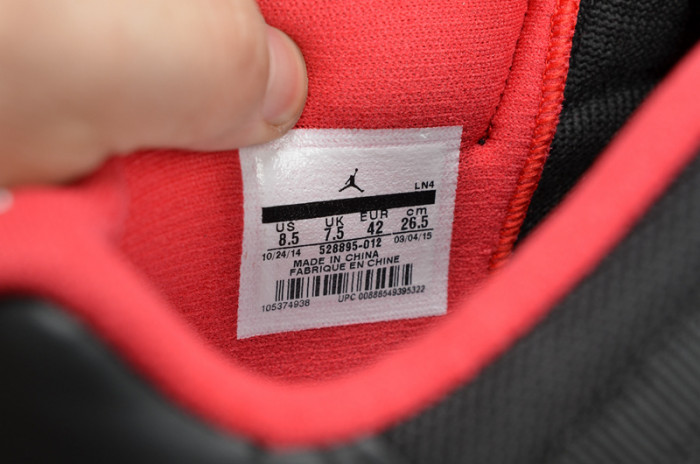 LN4
US UK EUR cm
8.5 7.5 42 26.5
10/24/14 528895-012 03/04/15
MADE IN CHINA
FABRIQUE EN CHINE
105374938 UPC 00888549395322